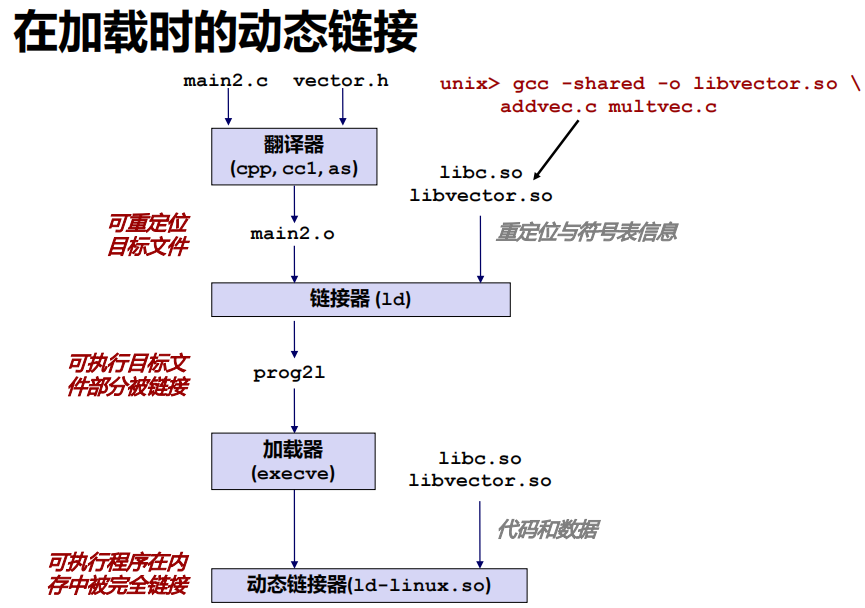 在加载时的动态链接
main2.c vector.h
unix> gcc -shared -o libvector.so \
addvec.c multvec.c
翻译器
(cpp, cc1, as)
libc.so
libvector.so
可重定位
目标文件
main2.o
重定位与符号表信息
链接器 (ld)
可执行目标文
件部分被链接
prog2l
加载器
(execve)
libc.so
libvector.so
代码和数据
可执行程序在内
存中被完全链接
动态链接器(ld-linux.so)